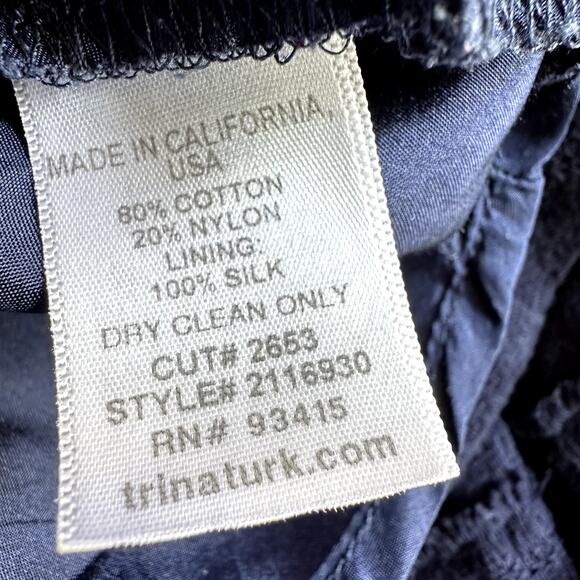 MADE IN CALIFORNIA,
USA
80% COTTON
20% NYLON
LINING:
100% SILK
DRY CLEAN ONLY
CUT# 2653
STYLE# 2116930
RN# 93415
trinaturk.com